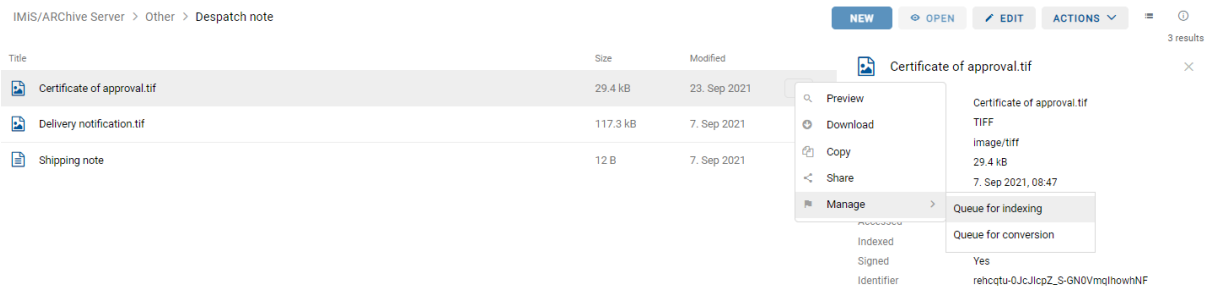 IMiS/ARChive Server > Other > Despatch note
NEW OPEN EDIT ACTIONS
3 results
Title Size Modified
Certificate of approval.tif 29.4 kB 23. Sep 2021
Delivery notification.tif 117.3 kB 7. Sep 2021
Shipping note 12 B 7. Sep 2021
Certificate of approval.tif
Preview
Download
Copy
Share
Manage
Queue for indexing
Queue for conversion
Certificate of approval.tif
TIFF
image/tiff
29.4 kB
7. Sep 2021, 08:47
Accessed
Indexed
Signed Yes
Identifier rehcqtu-0JcJIcpZ_S-GN0VmqIhowhNF